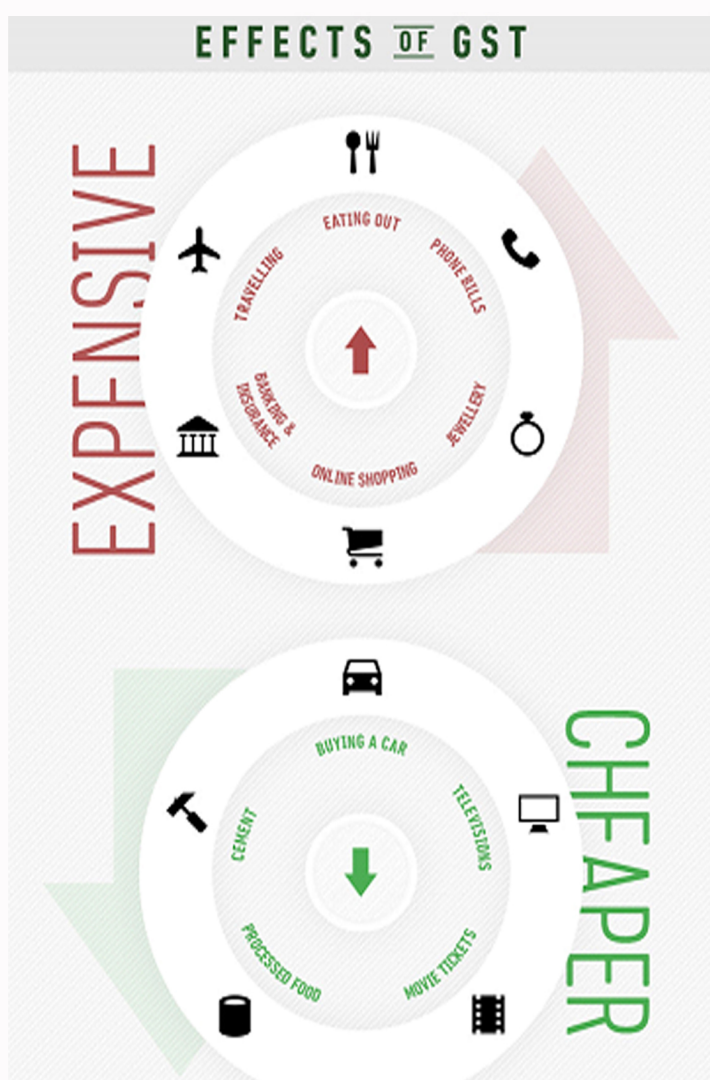 EFFECTS OF GST
EXPENSIVE
EATING OUT
PHONE BILLS
JEWELLERY
ONLINE SHOPPING
BANKING &
INSURANCE
TRAVELLING
CHEAPER
BUYING A CAR
TELEVISIONS
MOVIE TICKETS
PROCESSED FOOD
CEMENT